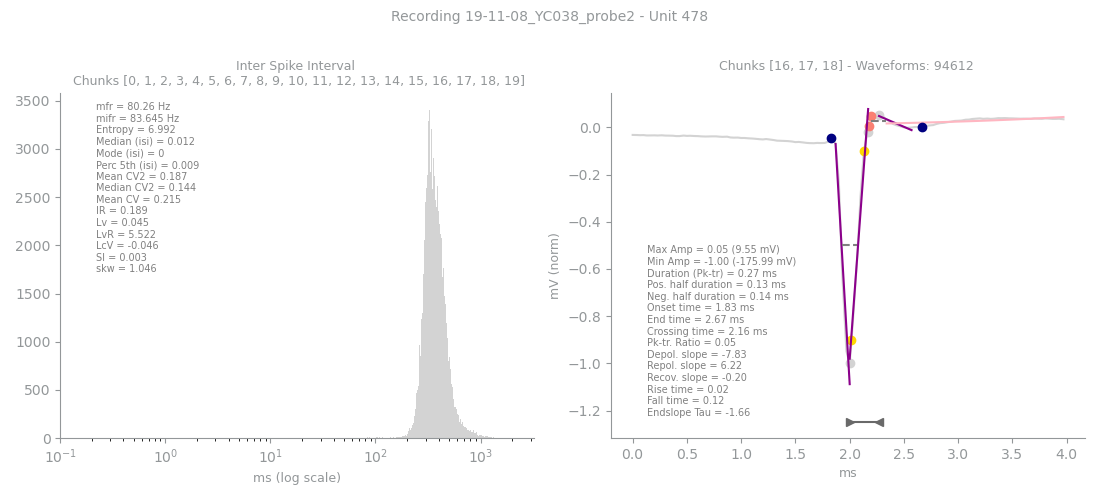 Recording 19-11-08_YC038_probe2 - Unit 478
Inter Spike Interval
Chunks [0, 1, 2, 3, 4, 5, 6, 7, 8, 9, 10, 11, 12, 13, 14, 15, 16, 17, 18, 19]
3500
3000
2500
2000
1500
1000
500
0
mfr = 80.26 Hz
mifr = 83.645 Hz
Entropy = 6.992
Median (isi) = 0.012
Mode (isi) = 0
Perc 5th (isi) = 0.009
Mean CV2 = 0.187
Median CV2 = 0.144
Mean CV = 0.215
IR = 0.189
Lv = 0.045
LvR = 5.522
LcV = -0.046
SI = 0.003
skw = 1.046
10⁻¹ 10⁰ 10¹ 10² 10³
ms (log scale)
Chunks [16, 17, 18] - Waveforms: 94612
mV (norm)
0.0
−0.2
−0.4
−0.6
−0.8
−1.0
−1.2
Max Amp = 0.05 (9.55 mV)
Min Amp = -1.00 (-175.99 mV)
Duration (Pk-tr) = 0.27 ms
Pos. half duration = 0.13 ms
Neg. half duration = 0.14 ms
Onset time = 1.83 ms
End time = 2.67 ms
Crossing time = 2.16 ms
Pk-tr. Ratio = 0.05
Depol. slope = -7.83
Repol. slope = 6.22
Recov. slope = -0.20
Rise time = 0.02
Fall time = 0.12
Endslope Tau = -1.66
0.0 0.5 1.0 1.5 2.0 2.5 3.0 3.5 4.0
ms